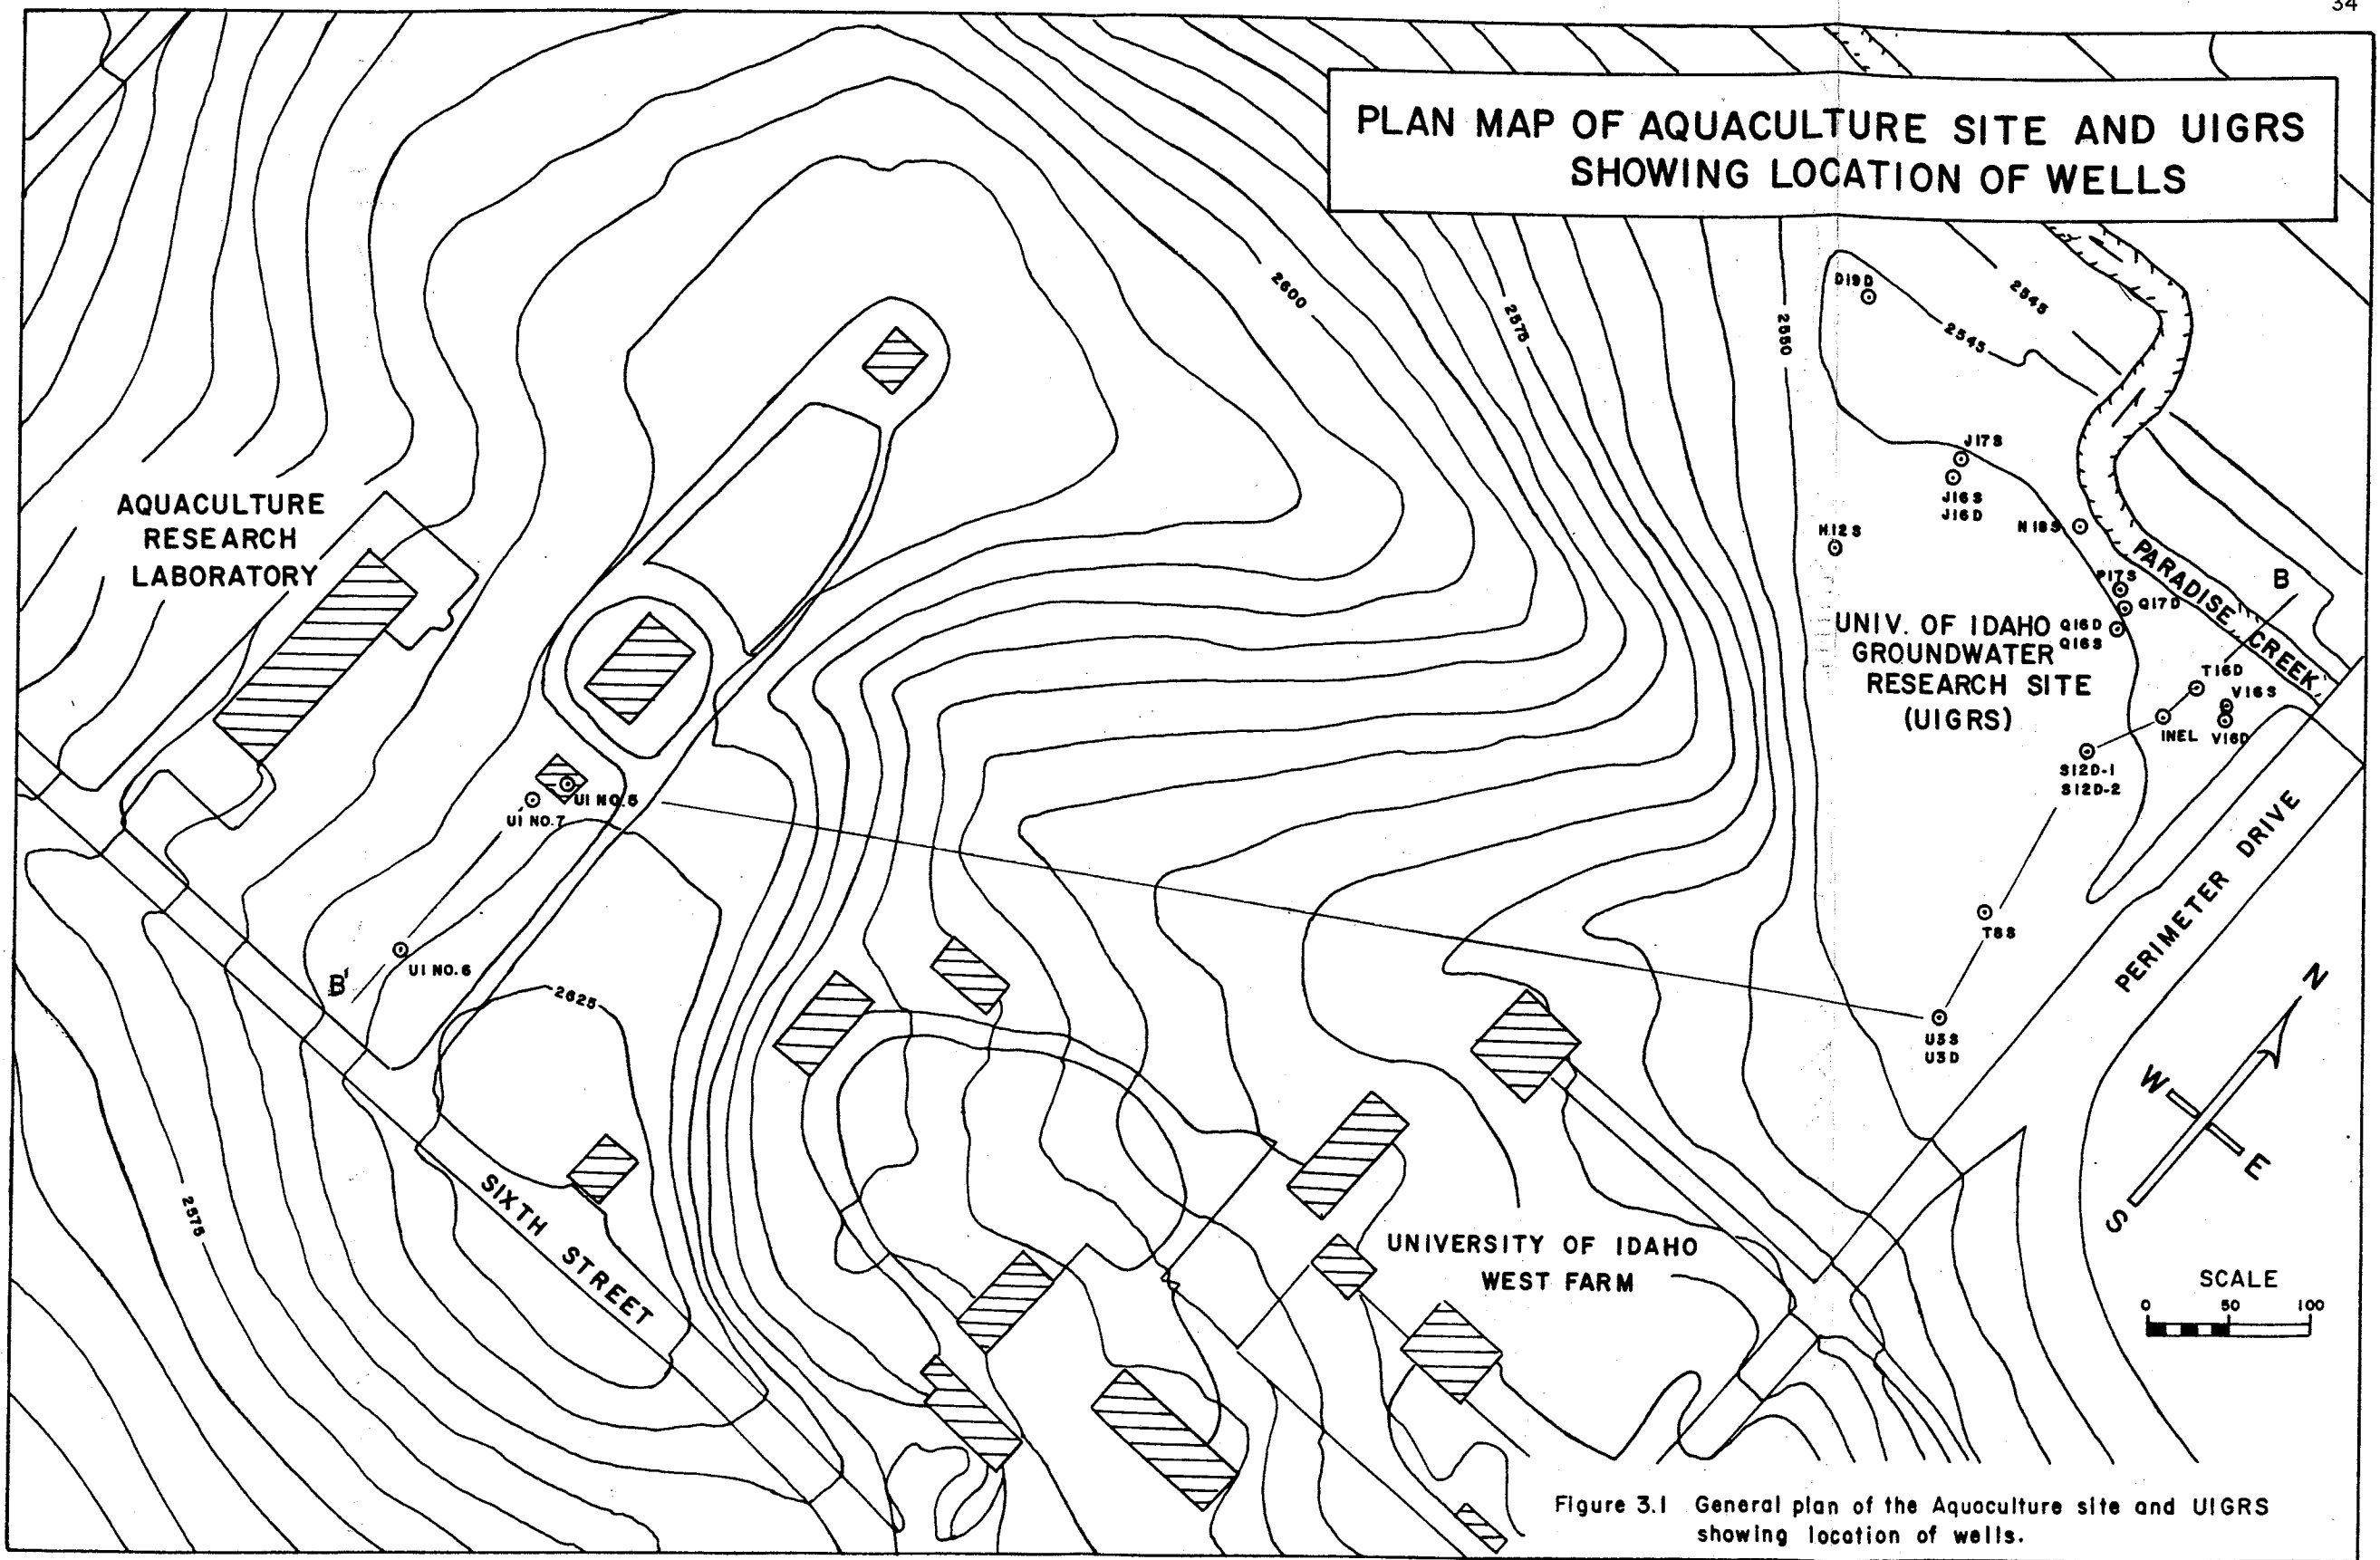 34
PLAN MAP OF AQUACULTURE SITE AND UIGRS
SHOWING LOCATION OF WELLS
2600
2575
2550
D19D
2545
2545
J17S
J16S
J16D
N18S
H12S
AQUACULTURE
RESEARCH
LABORATORY
PARADISE CREEK
B
P17S
Q17D
Q16D
Q16S
UNIV. OF IDAHO
GROUNDWATER
RESEARCH SITE
(UIGRS)
T16D
V16S
INEL
V16D
S12D-1
S12D-2
UI NO.5
UI NO.7
UI NO.6
B'
2625
T8S
U3S
U3D
PERIMETER DRIVE
N
W
E
S
2575
SIXTH STREET
UNIVERSITY OF IDAHO
WEST FARM
SCALE
0 50 100
Figure 3.1 General plan of the Aquaculture site and UIGRS
showing location of wells.